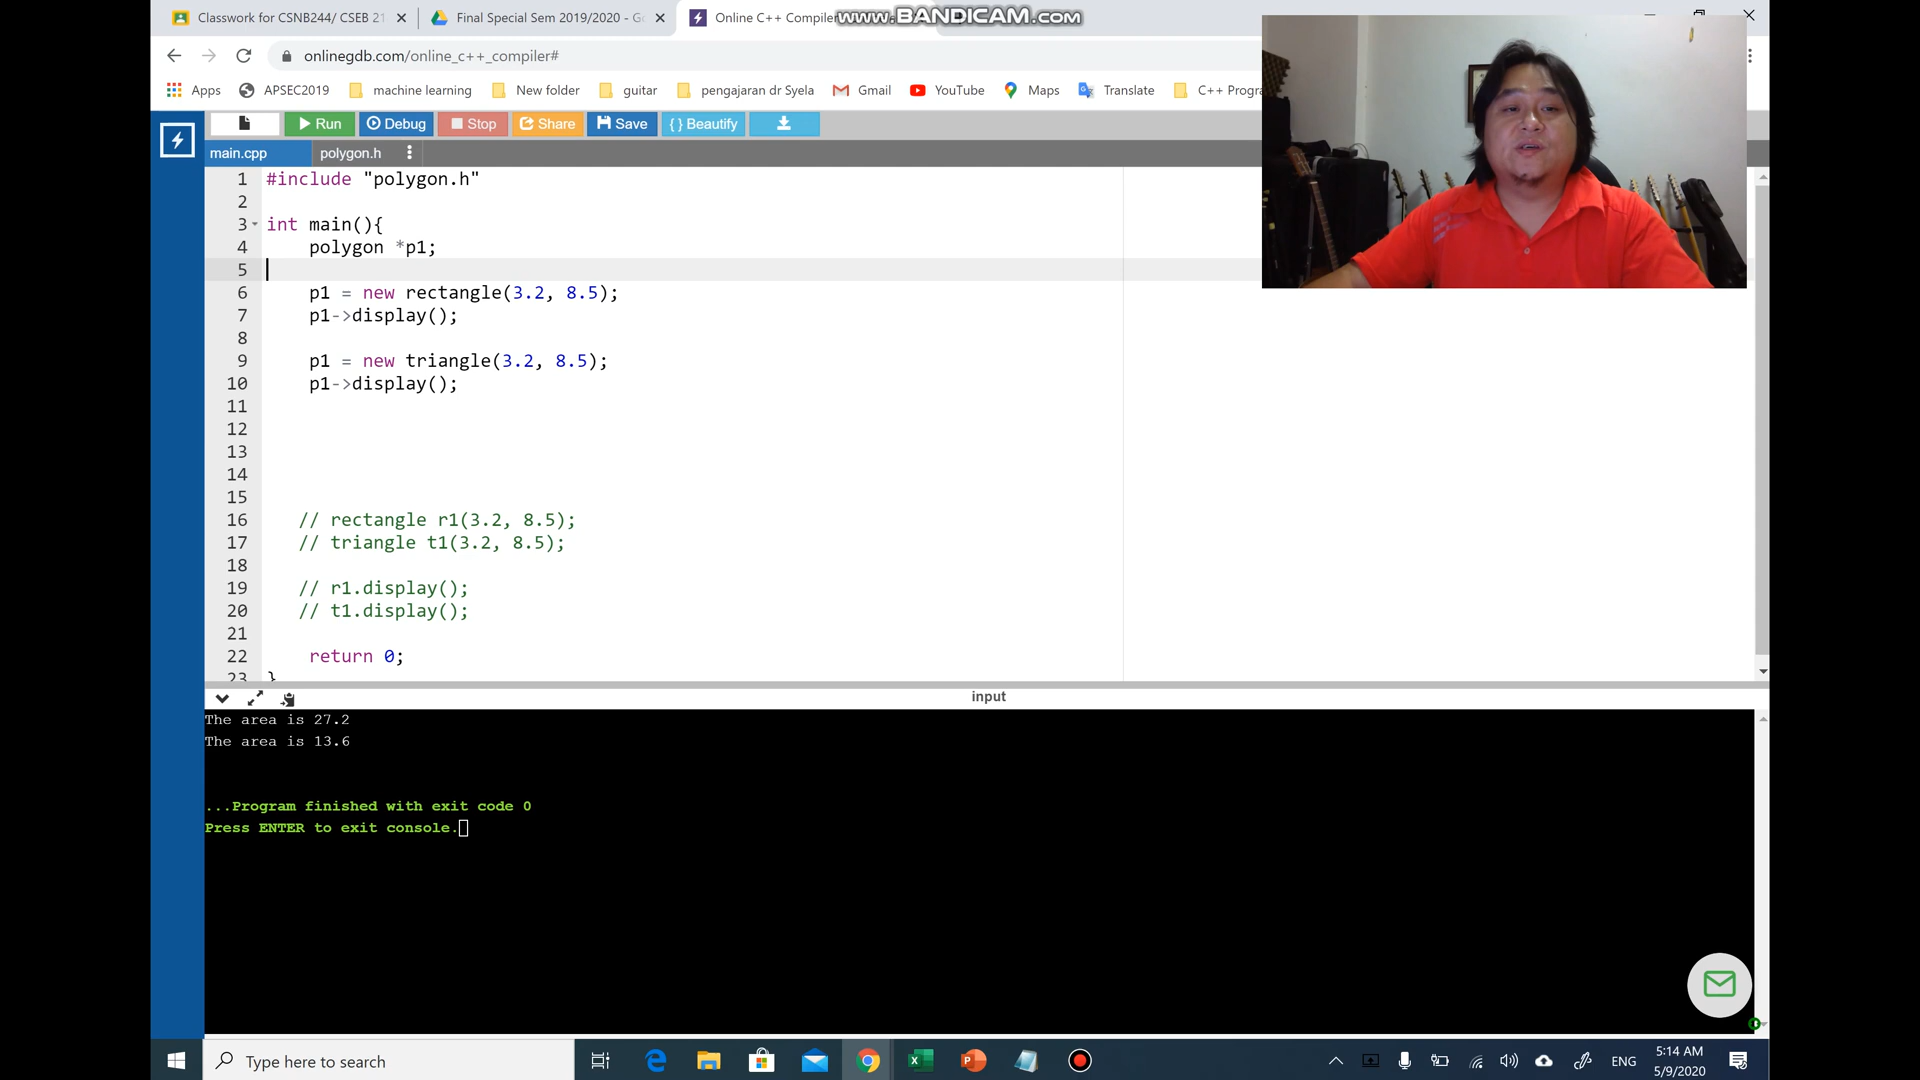 Classwork for CSNB244/ CSEB 21
Final Special Sem 2019/2020 - Go
Online C++ Compiler
www.BANDICAM.com
onlinegdb.com/online_c++_compiler#
Apps
APSEC2019
machine learning
New folder
guitar
pengajaran dr Syela
Gmail
YouTube
Maps
Translate
C++ Progra
Run
Debug
Stop
Share
Save
{ } Beautify
main.cpp
polygon.h
1 #include "polygon.h"
2
3 int main(){
4 polygon *p1;
5
6 p1 = new rectangle(3.2, 8.5);
7 p1->display();
8
9 p1 = new triangle(3.2, 8.5);
10 p1->display();
11
12
13
14
15
16 // rectangle r1(3.2, 8.5);
17 // triangle t1(3.2, 8.5);
18
19 // r1.display();
20 // t1.display();
21
22 return 0;
23 }
input
The area is 27.2
The area is 13.6
...Program finished with exit code 0
Press ENTER to exit console.
Type here to search
ENG
5:14 AM
5/9/2020